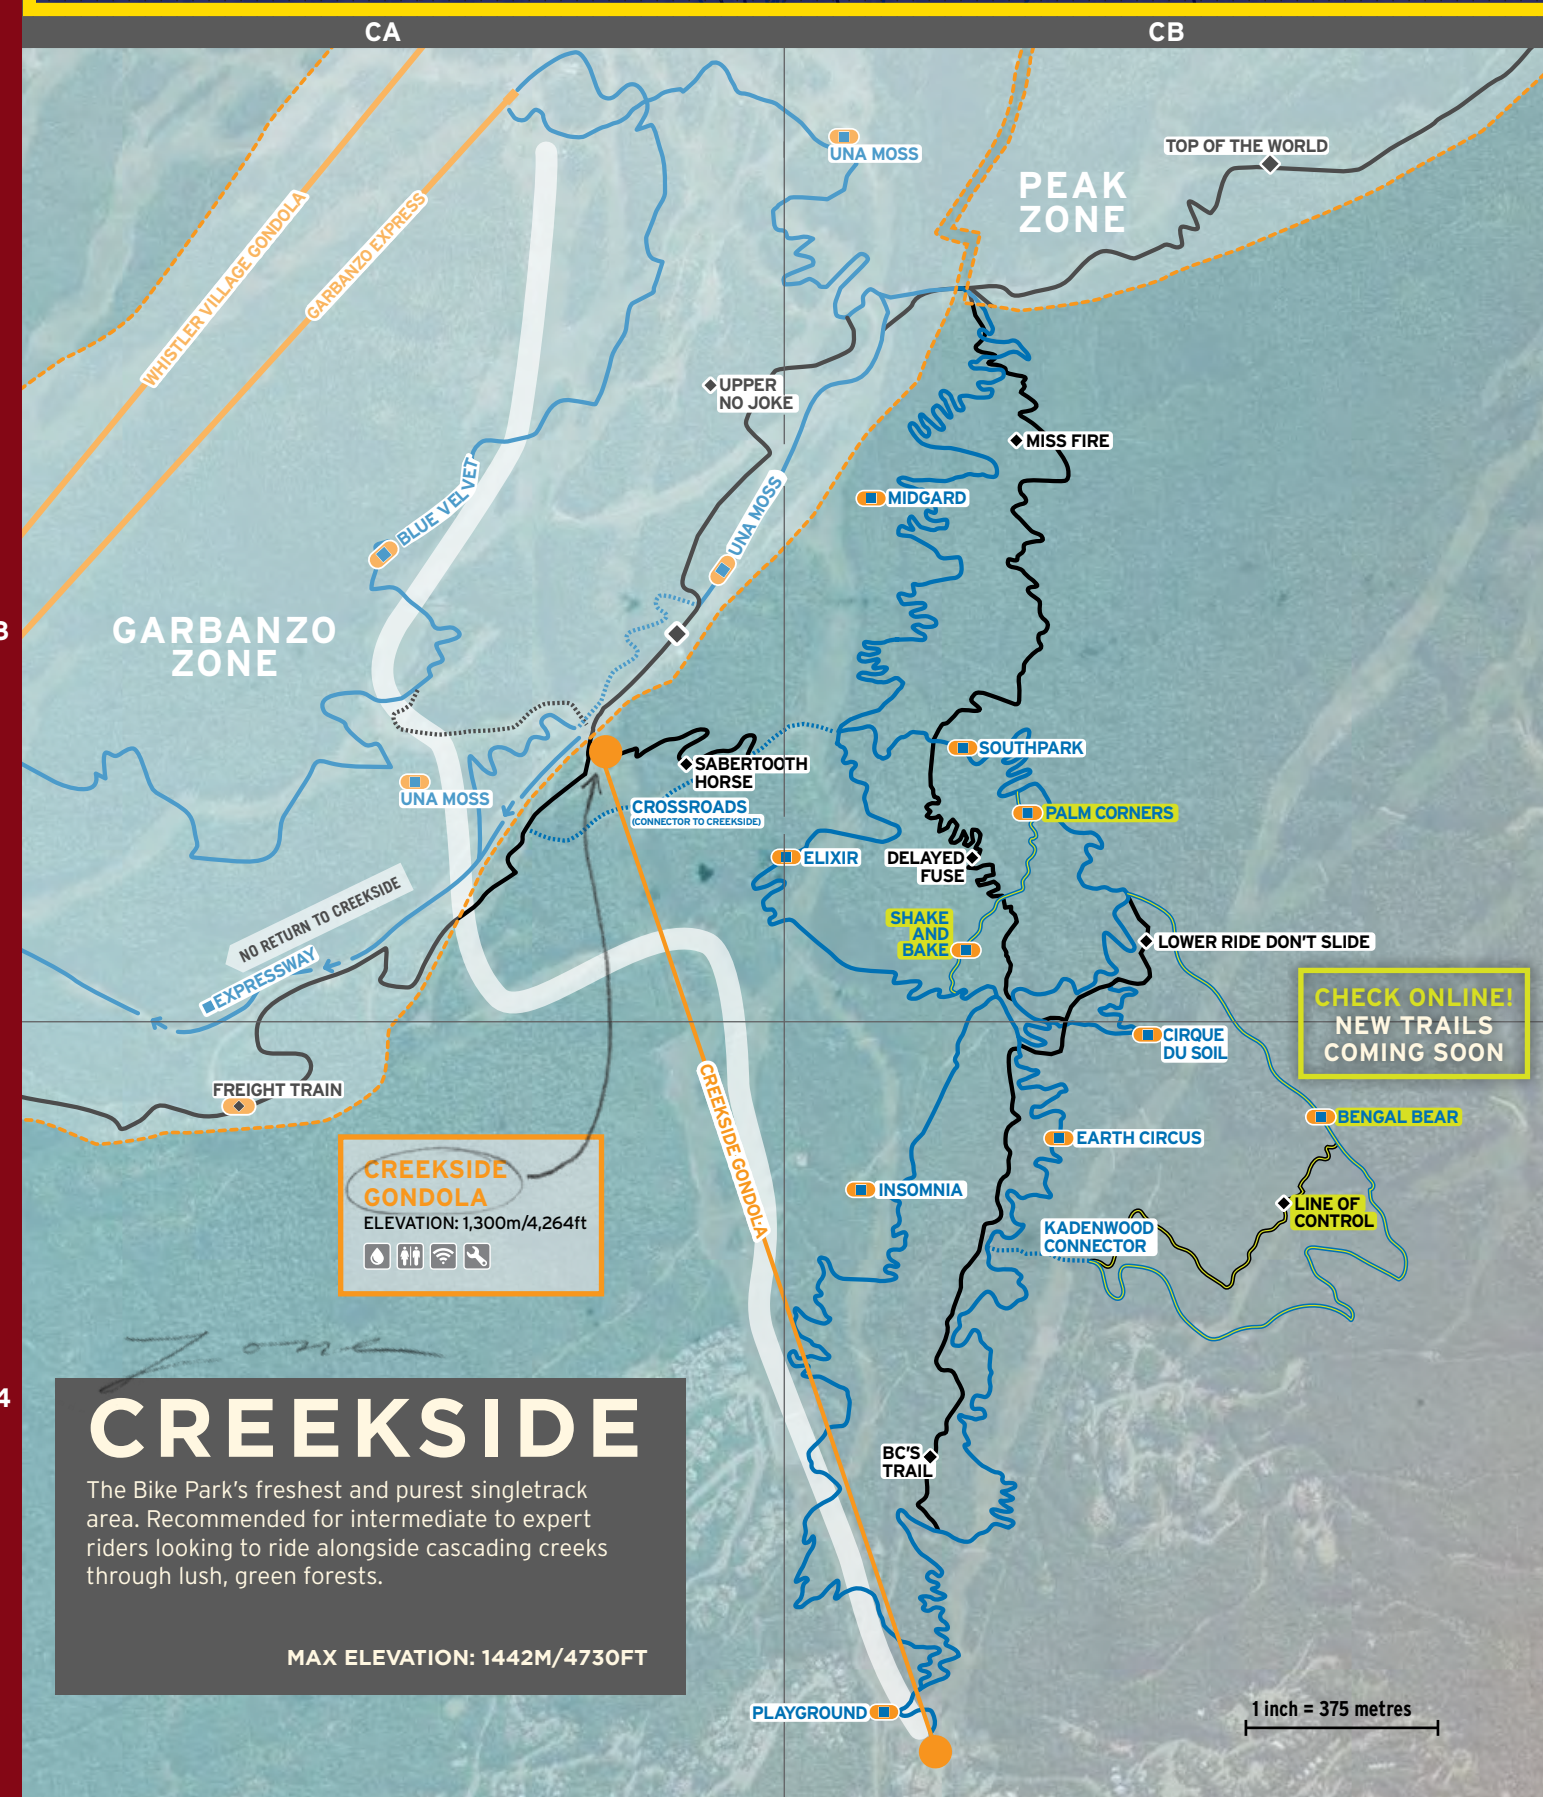 CA
CB
UNA MOSS
TOP OF THE WORLD
PEAK
ZONE
WHISTLER VILLAGE GONDOLA
GARBANZO EXPRESS
UPPER
NO JOKE
MISS FIRE
BLUE VELVET
UNA MOSS
MIDGARD
3
GARBANZO
ZONE
SOUTHPARK
SABERTOOTH
HORSE
UNA MOSS
CROSSROADS
(CONNECTOR TO CREEKSIDE)
PALM CORNERS
ELIXIR
DELAYED
FUSE
NO RETURN TO CREEKSIDE
SHAKE
AND
BAKE
LOWER RIDE DON'T SLIDE
EXPRESSWAY
CHECK ONLINE!
NEW TRAILS
COMING SOON
CIRQUE
DU SOIL
FREIGHT TRAIN
CREEKSIDE GONDOLA
BENGAL BEAR
EARTH CIRCUS
CREEKSIDE
GONDOLA
ELEVATION: 1,300m/4,264ft
INSOMNIA
LINE OF
CONTROL
KADENWOOD
CONNECTOR
Zone
4
CREEKSIDE
The Bike Park's freshest and purest singletrack
area. Recommended for intermediate to expert
riders looking to ride alongside cascading creeks
through lush, green forests.
MAX ELEVATION: 1442M/4730FT
BC'S
TRAIL
PLAYGROUND
1 inch = 375 metres